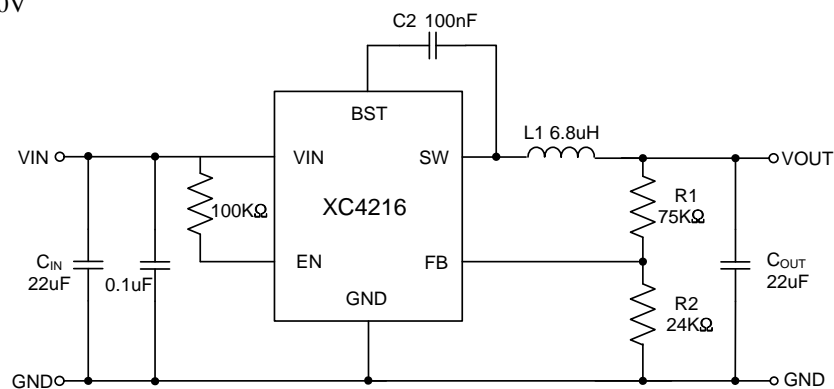 0V
C2 100nF
BST
L1 6.8uH
VIN
VIN
SW
VOUT
100KΩ
XC4216
R1
75KΩ
CIN
22uF
0.1uF
EN
FB
COUT
22uF
GND
R2
24KΩ
GND
GND